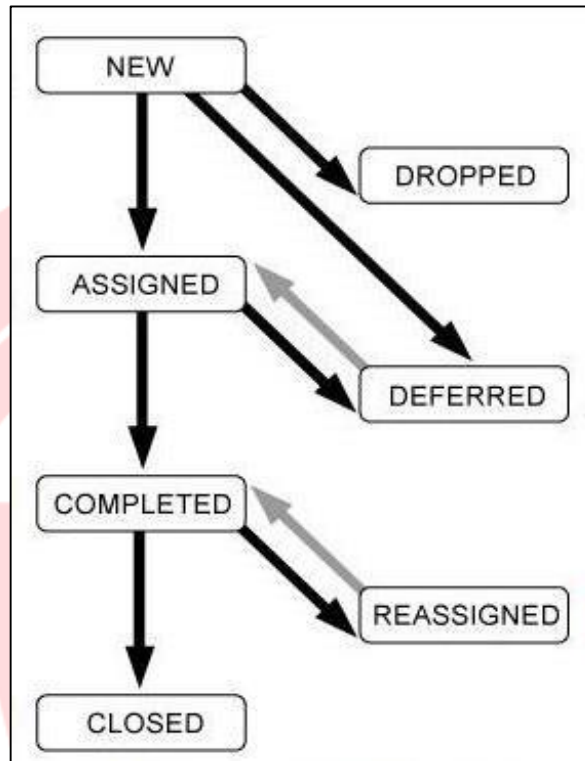 NEW
DROPPED
ASSIGNED
DEFERRED
COMPLETED
REASSIGNED
CLOSED